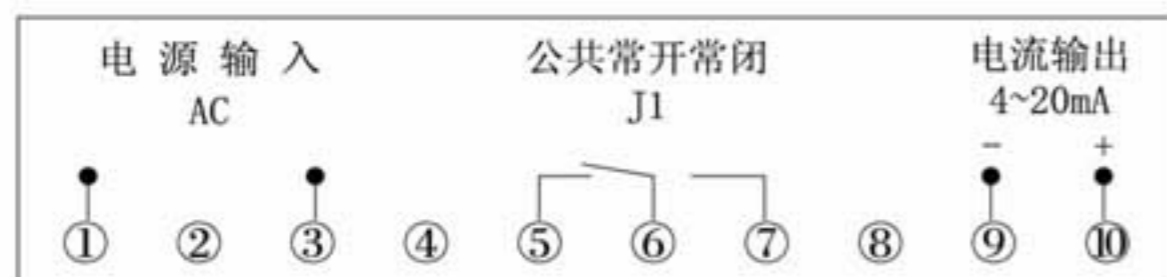 电源输入 公共常开常闭 电流输出
AC J1 4~20mA
- +
① ② ③ ④ ⑤ ⑥ ⑦ ⑧ ⑨ ⑩